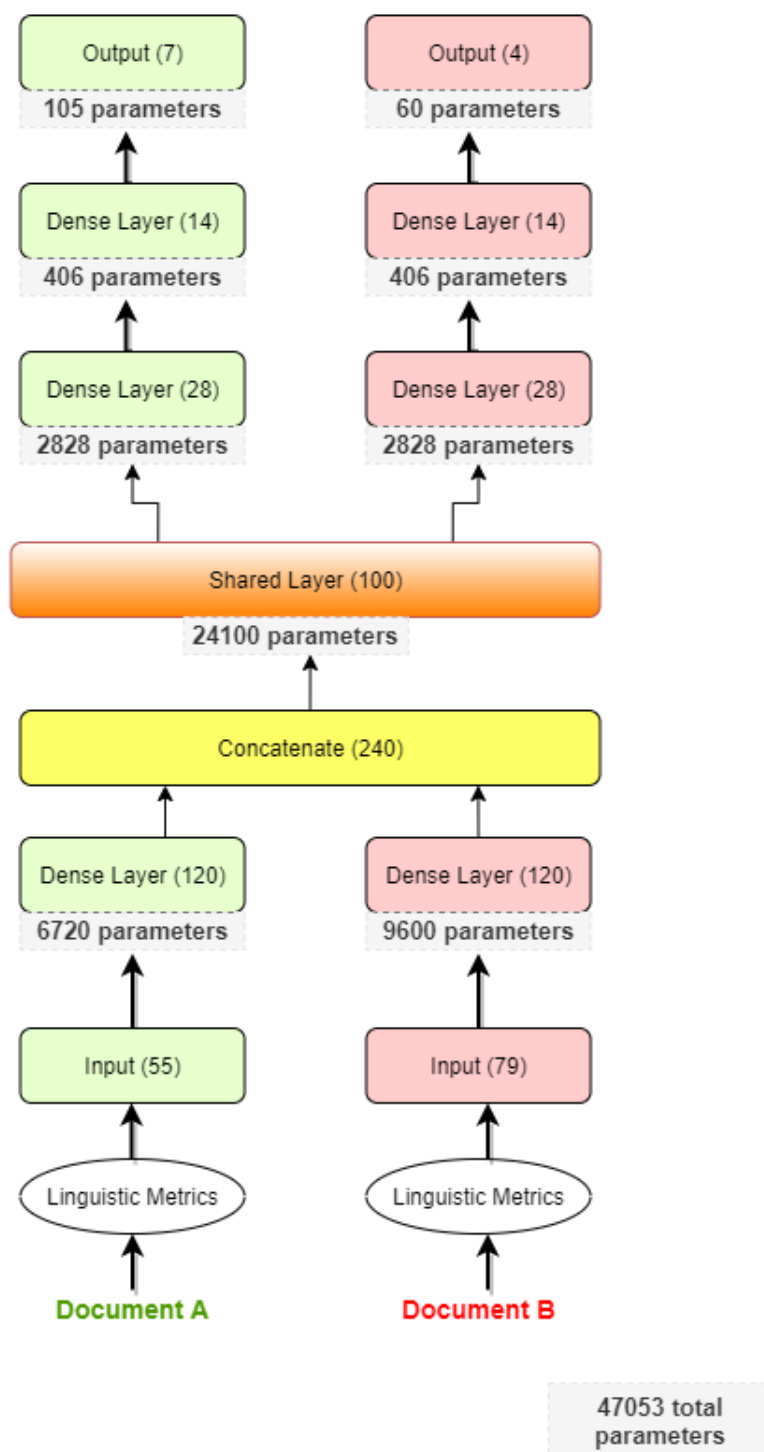 Output (7)
Output (4)
105 parameters
60 parameters
Dense Layer (14)
Dense Layer (14)
406 parameters
406 parameters
Dense Layer (28)
Dense Layer (28)
2828 parameters
2828 parameters
Shared Layer (100)
24100 parameters
Concatenate (240)
Dense Layer (120)
Dense Layer (120)
6720 parameters
9600 parameters
Input (55)
Input (79)
Linguistic Metrics
Linguistic Metrics
Document A
Document B
47053 total
parameters